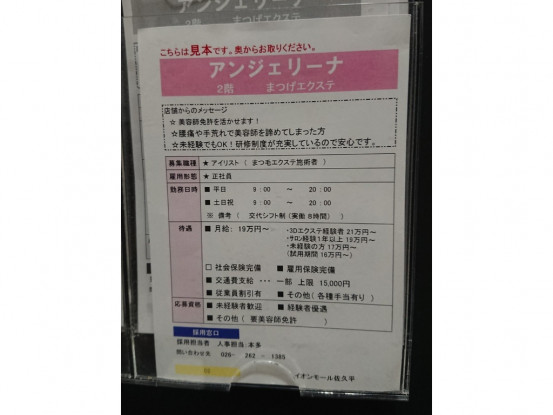 こちらは見本です。奥からお取りください。
アンジェリーナ
2階 まつげエクステ
店舗からのメッセージ
☆ 美容師免許を活かせます！
☆腰痛や手荒れで美容師を諦めてしまった方
☆未経験でもOK！研修制度が充実しているので安心です。
募集職種 ★ アイリスト （ まつ毛エクステ施術者 ）
雇用形態 ★ 正社員
勤務日時 ■ 平日 9：00 ～ 20：00
■ 土日祝 9：00 ～ 20：00
※ 備考 （ 交代シフト制（実働8時間） ）
待遇 ■ 月給： 19万円～ ・3Dエクステ経験者 21万円～
・サロン経験1年以上 19万円～
・未経験の方 17万円～
（試用期間 16万円～）
□ 社会保険完備 ■ 雇用保険完備
■ 交通費支給 ･･･ 一部 上限 15,000円
■ 従業員割引有 ■ その他（ 各種手当有り ）
応募資格 ■ 未経験者歓迎 ■ 経験者優遇
■ その他（ 要美容師免許 ）
採用窓口
採用担当者 人事担当 本多
問い合わせ先 026- 262 - 1385
イオンモール佐久平